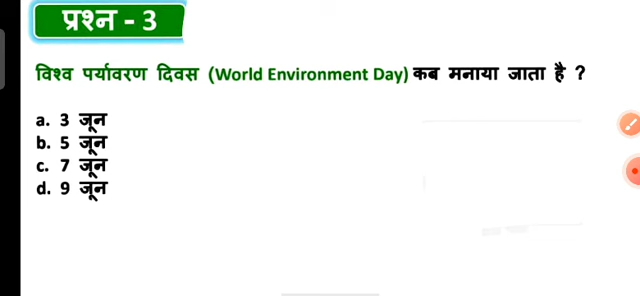 प्रश्न - 3
विश्व पर्यावरण दिवस (World Environment Day) कब मनाया जाता है ?
a. 3 जून
b. 5 जून
c. 7 जून
d. 9 जून